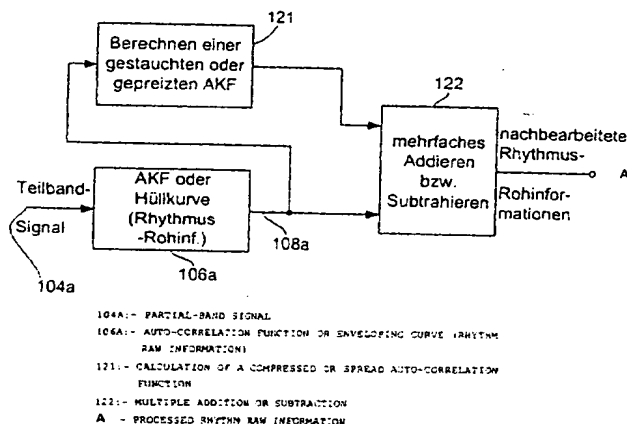 121
Berechnen einer
gestauchten oder
gepreizten AKF
122
mehrfaches
Addieren
bzw.
Subtrahieren
nachbearbeitete
Rhythmus-
A
Rohinfor-
mationen
Teilband-
Signal
104a
AKF oder
Hüllkurve
(Rhythmus
-Rohinf.)
106a
108a
104A:- PARTIAL-BAND SIGNAL
106A:- AUTO-CORRELATION FUNCTION OR ENVELOPING CURVE (RHYTHM
RAW INFORMATION)
121:- CALCULATION OF A COMPRESSED OR SPREAD AUTO-CORRELATION
FUNCTION
122:- MULTIPLE ADDITION OR SUBTRACTION
A - PROCESSED RHYTHM RAW INFORMATION